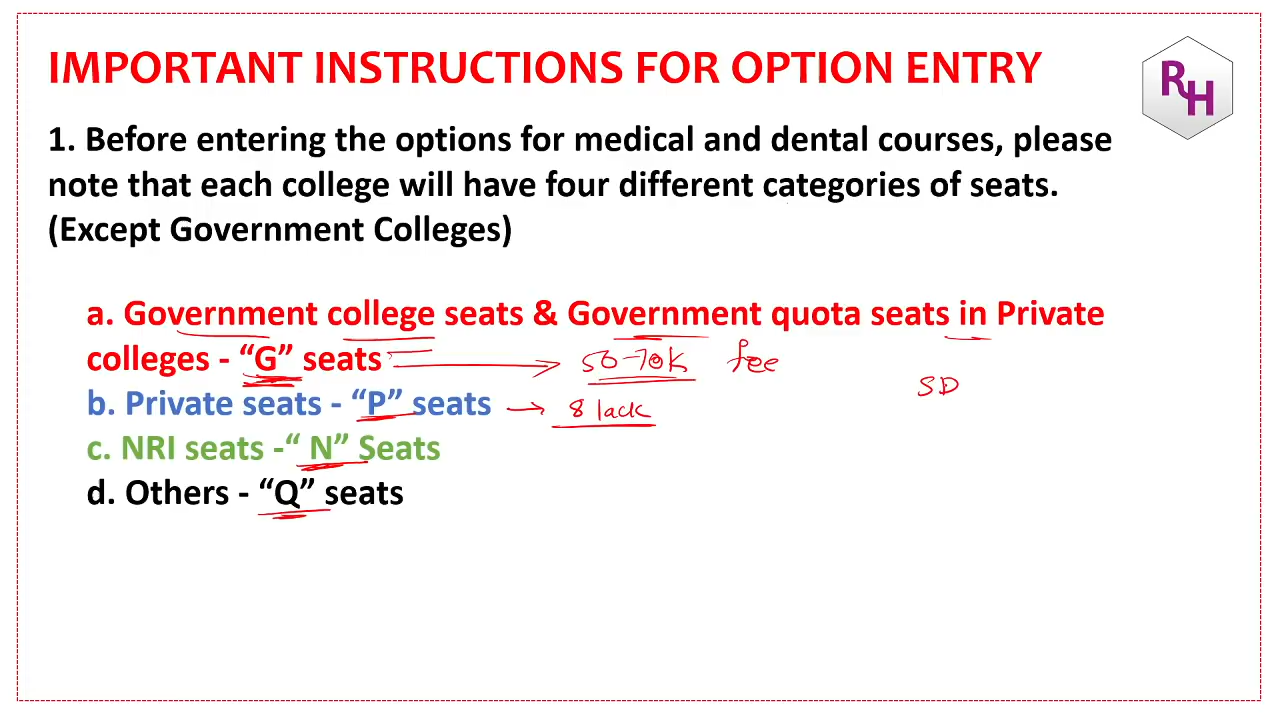 IMPORTANT INSTRUCTIONS FOR OPTION ENTRY
RH
1. Before entering the options for medical and dental courses, please
note that each college will have four different categories of seats.
(Except Government Colleges)
a. Government college seats & Government quota seats in Private
colleges - “G” seats 50-70K fee
SD
b. Private seats - “P” seats 8 lack
c. NRI seats -“ N” Seats
d. Others - “Q” seats